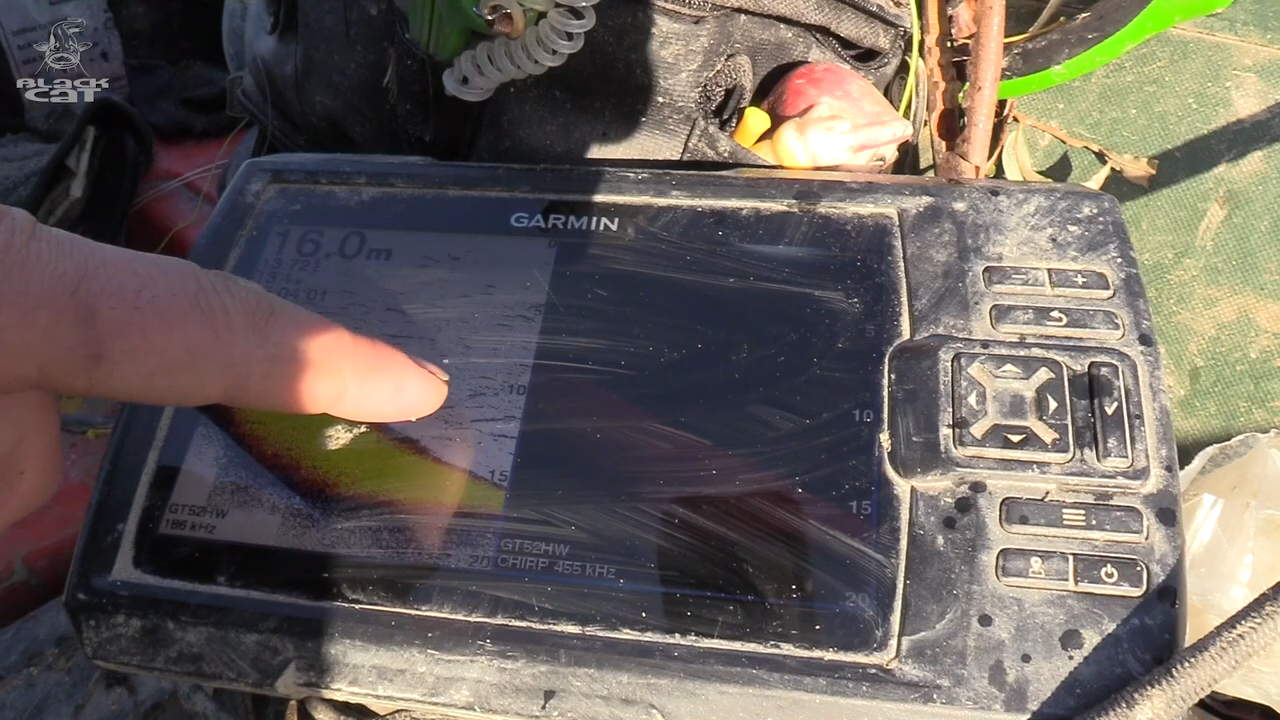 BLACK
CAT
GARMIN
16.0m
0
5
5
10
10
15
15
20
20
GT52HW
186 kHz
GT52HW
CHIRP 455 kHz